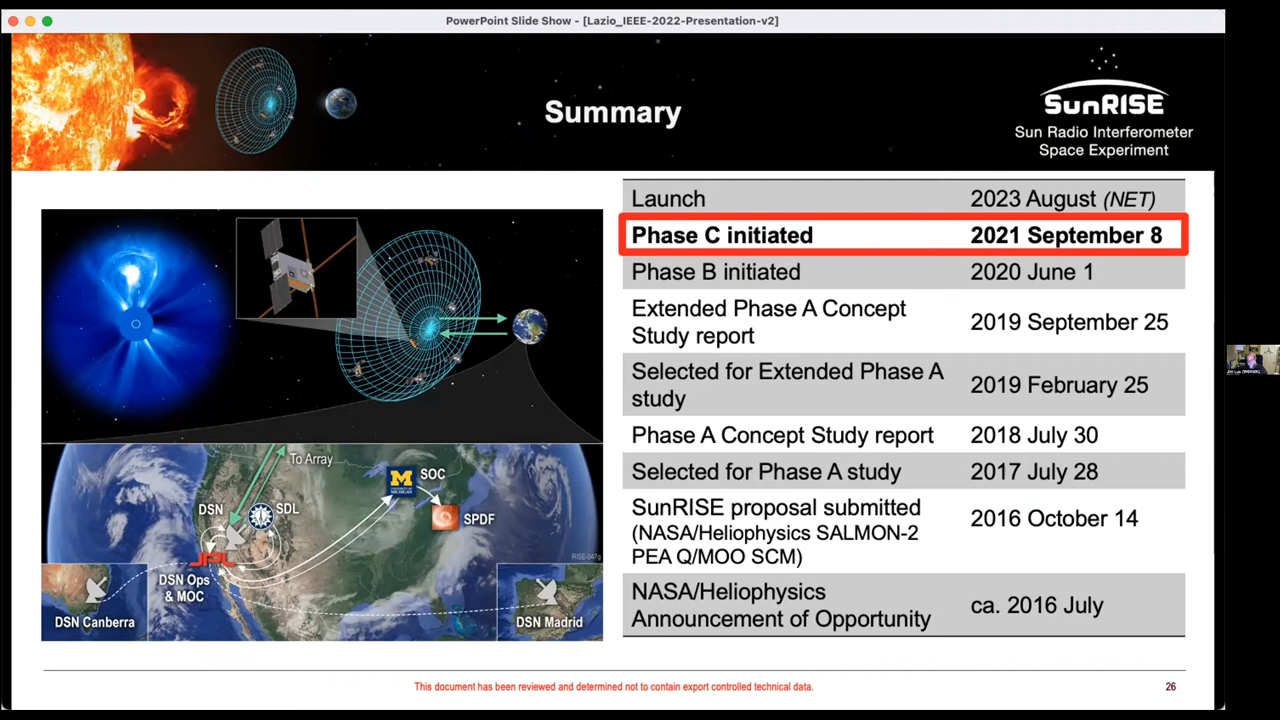 PowerPoint Slide Show - [Lazio_IEEE-2022-Presentation-v2]
Summary
SunRISE
Sun Radio Interferometer
Space Experiment
Launch 2023 August (NET)
Phase C initiated 2021 September 8
Phase B initiated 2020 June 1
Extended Phase A Concept
Study report 2019 September 25
Selected for Extended Phase A
study 2019 February 25
Phase A Concept Study report 2018 July 30
Selected for Phase A study 2017 July 28
SunRISE proposal submitted 2016 October 14
(NASA/Heliophysics SALMON-2
PEA Q/MOO SCM)
NASA/Heliophysics
Announcement of Opportunity ca. 2016 July
To Array
SOC
DSN
SDL
SPDF
JPL
DSN Ops
& MOC
RISE-047g
DSN Canberra
DSN Madrid
This document has been reviewed and determined not to contain export controlled technical data.
26